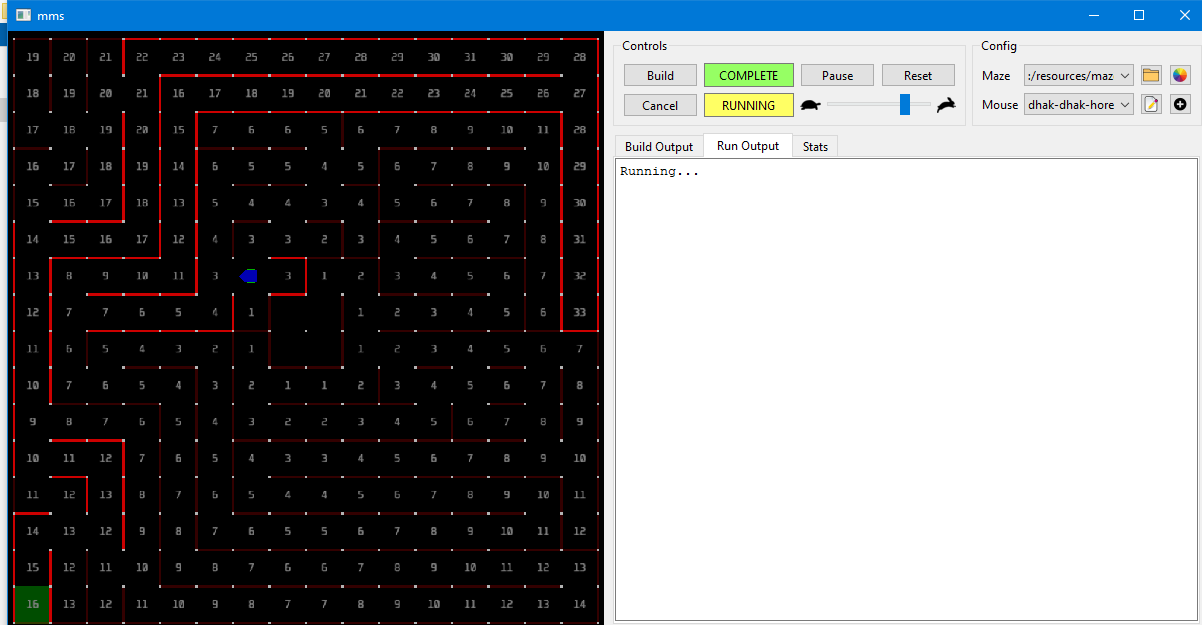 mms
19 20 21 22 23 24 25 26 27 28 29 30 31 30 29 28
18 19 20 21 16 17 18 19 20 21 22 23 24 25 26 27
17 18 19 20 15 7 6 6 5 6 7 8 9 10 11 28
16 17 18 19 14 6 5 5 4 5 6 7 8 9 10 29
15 16 17 18 13 5 4 4 3 4 5 6 7 8 9 30
14 15 16 17 12 4 3 3 2 3 4 5 6 7 8 31
13 8 9 10 11 3 3 1 2 3 4 5 6 7 32
12 7 7 6 5 4 1 1 2 3 4 5 6 33
11 6 5 4 3 2 1 1 2 3 4 5 6 7
10 7 6 5 4 3 2 1 1 2 3 4 5 6 7 8
9 8 7 6 5 4 3 2 2 3 4 5 6 7 8 9
10 11 12 7 6 5 4 3 3 4 5 6 7 8 9 10
11 12 13 8 7 6 5 4 4 5 6 7 8 9 10 11
14 13 12 9 8 7 6 5 5 6 7 8 9 10 11 12
15 12 11 10 9 8 7 6 6 7 8 9 10 11 12 13
16 13 12 11 10 9 8 7 7 8 9 10 11 12 13 14
Controls
Build COMPLETE Pause Reset
Cancel RUNNING
Config
Maze :/resources/maz
Mouse dhak-dhak-hore
Build Output Run Output Stats
Running...